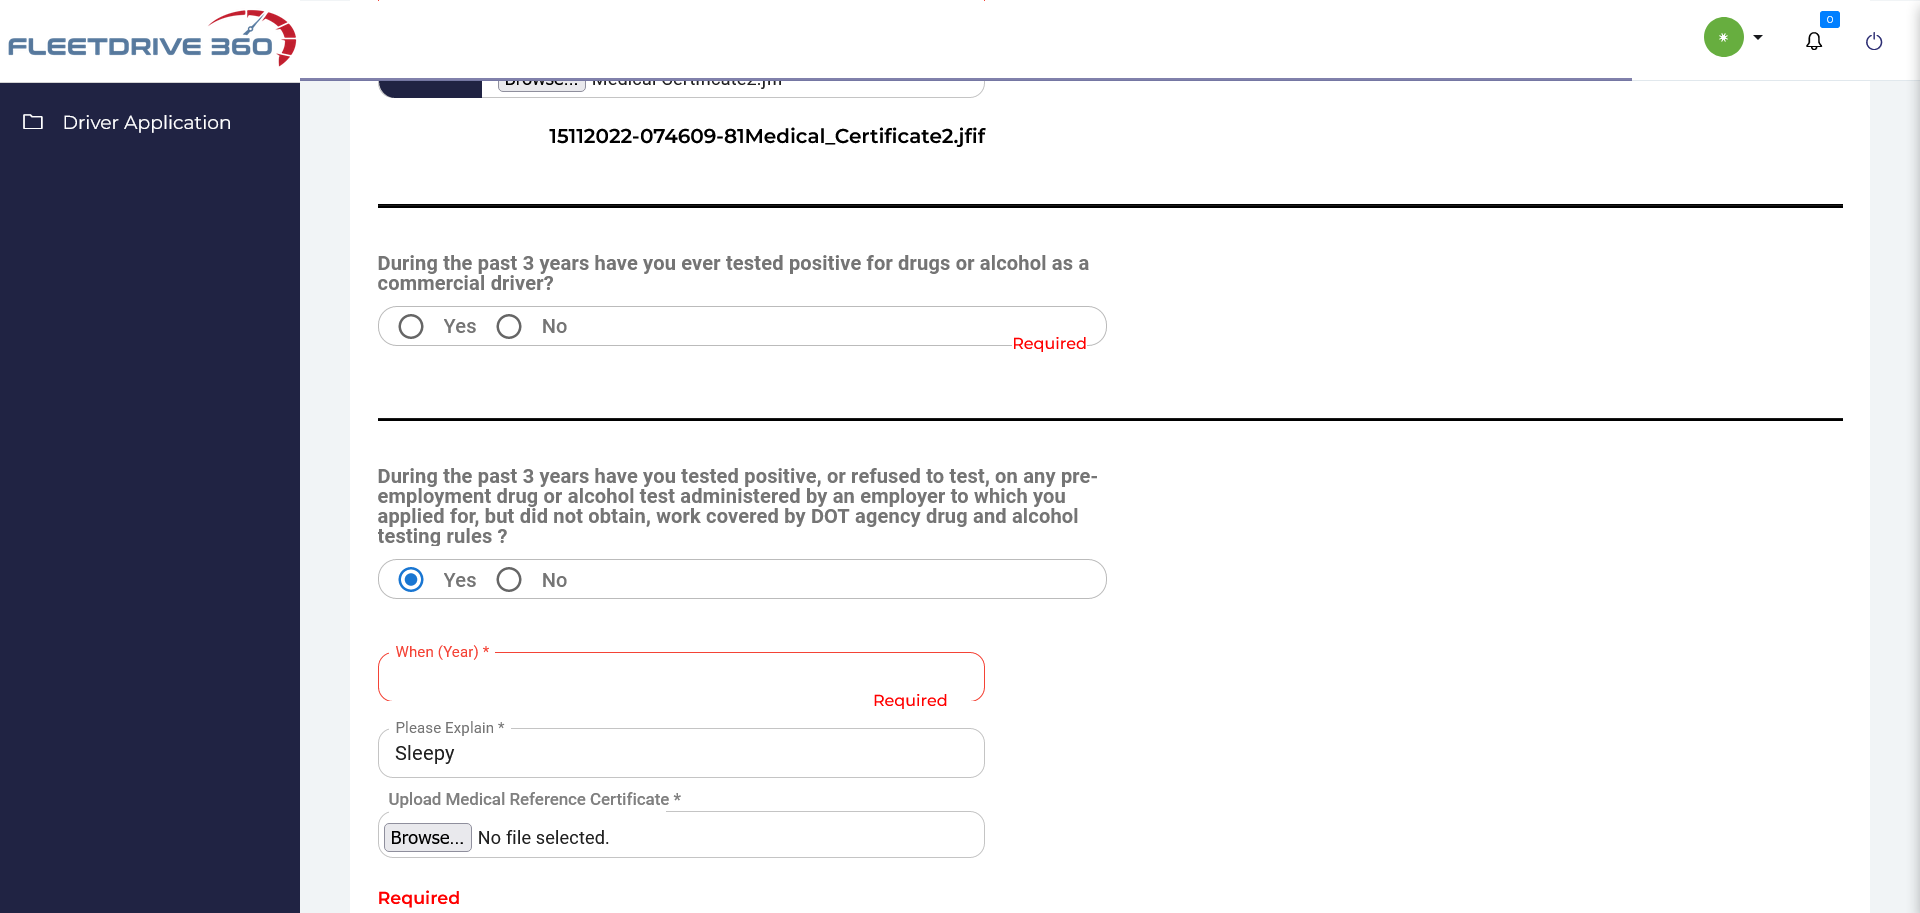 FLEETDRIVE 360
0
Driver Application
Browse... Medical Certificate2.jfif
15112022-074609-81Medical_Certificate2.jfif
During the past 3 years have you ever tested positive for drugs or alcohol as a
commercial driver?
Yes No
Required
During the past 3 years have you tested positive, or refused to test, on any pre-
employment drug or alcohol test administered by an employer to which you
applied for, but did not obtain, work covered by DOT agency drug and alcohol
testing rules ?
Yes No
When (Year) *
Required
Please Explain *
Sleepy
Upload Medical Reference Certificate *
Browse... No file selected.
Required